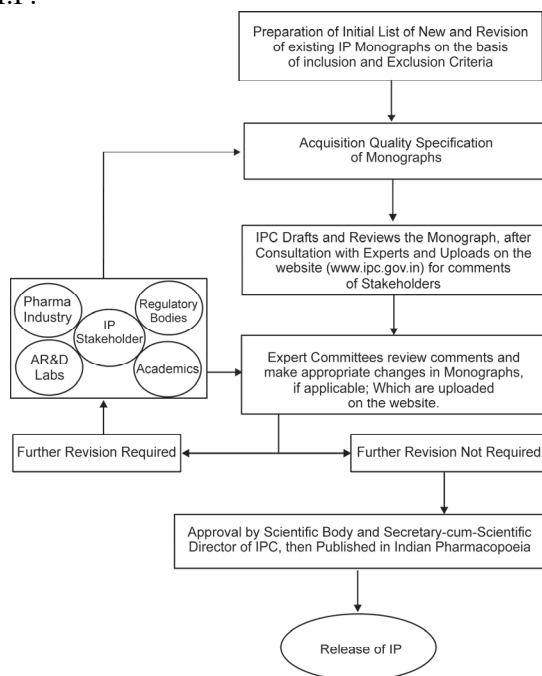 Preparation of Initial List of New and Revision
of existing IP Monographs on the basis
of inclusion and Exclusion Criteria
Acquisition Quality Specification
of Monographs
IPC Drafts and Reviews the Monograph, after
Consultation with Experts and Uploads on the
website (www.ipc.gov.in) for comments
of Stakeholders
Pharma
Industry
Regulatory
Bodies
IP
Stakeholder
AR&D
Labs
Academics
Expert Committees review comments and
make appropriate changes in Monographs,
if applicable; Which are uploaded
on the website.
Further Revision Required
Further Revision Not Required
Approval by Scientific Body and Secretary-cum-Scientific
Director of IPC, then Published in Indian Pharmacopoeia
Release of IP